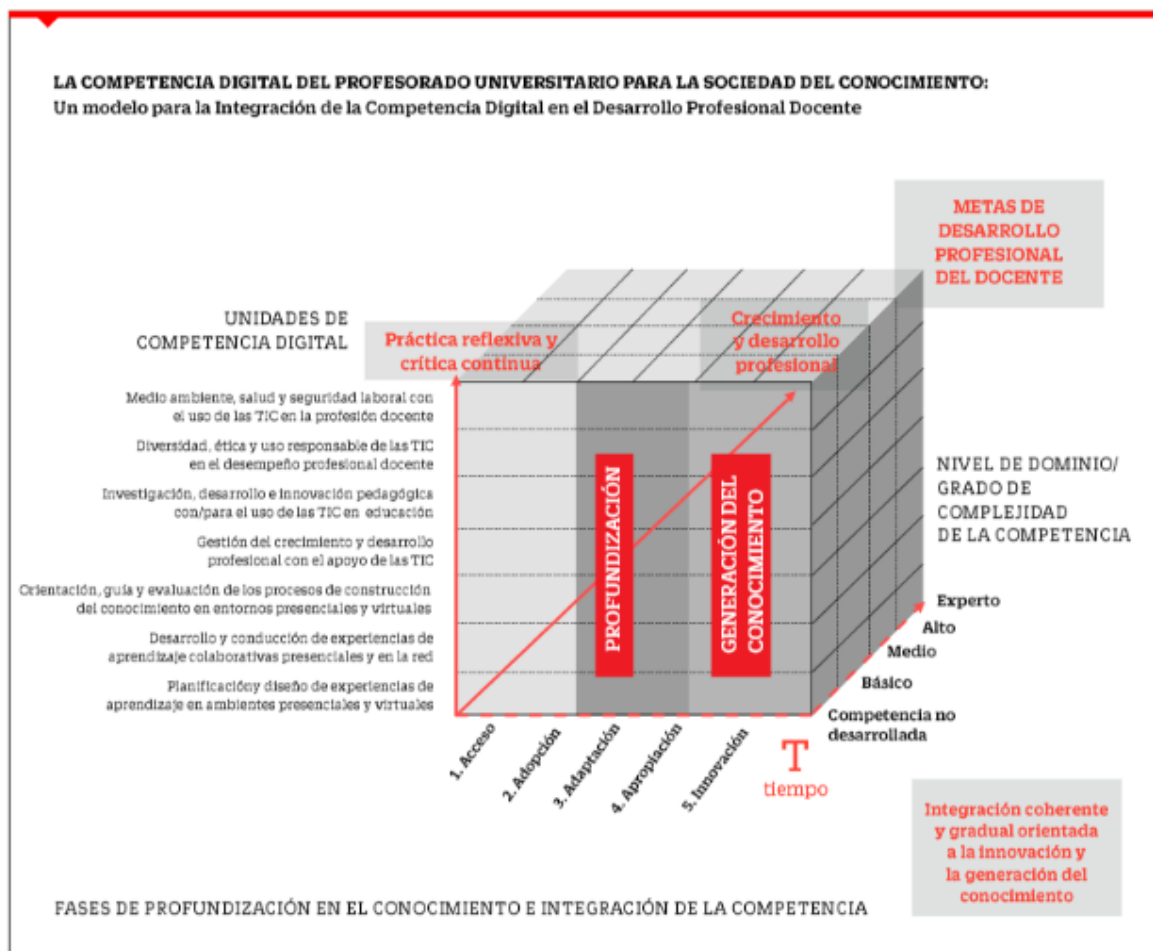 LA COMPETENCIA DIGITAL DEL PROFESORADO UNIVERSITARIO PARA LA SOCIEDAD DEL CONOCIMIENTO:
Un modelo para la Integración de la Competencia Digital en el Desarrollo Profesional Docente
METAS DE
DESARROLLO
PROFESIONAL
DEL DOCENTE
UNIDADES DE
COMPETENCIA DIGITAL
Práctica reflexiva y
crítica continua
Crecimiento
y desarrollo
profesional
Medio ambiente, salud y seguridad laboral con
el uso de las TIC en la profesión docente
Diversidad, ética y uso responsable de las TIC
en el desempeño profesional docente
Investigación, desarrollo e innovación pedagógica
con/para el uso de las TIC en educación
Gestión del crecimiento y desarrollo
profesional con el apoyo de las TIC
Orientación, guía y evaluación de los procesos de construcción
del conocimiento en entornos presenciales y virtuales
Desarrollo y conducción de experiencias de
aprendizaje colaborativas presenciales y en la red
Planificacióny diseño de experiencias de
aprendizaje en ambientes presenciales y virtuales
PROFUNDIZACIÓN
GENERACIÓN DEL
CONOCIMIENTO
NIVEL DE DOMINIO/
GRADO DE
COMPLEJIDAD
DE LA COMPETENCIA
Experto
Alto
Medio
Básico
Competencia no
desarrollada
1. Acceso
2. Adopción
3. Adaptación
4. Apropiación
5. Innovación
T
tiempo
Integración coherente
y gradual orientada
a la innovación y
la generación del
conocimiento
FASES DE PROFUNDIZACIÓN EN EL CONOCIMIENTO E INTEGRACIÓN DE LA COMPETENCIA